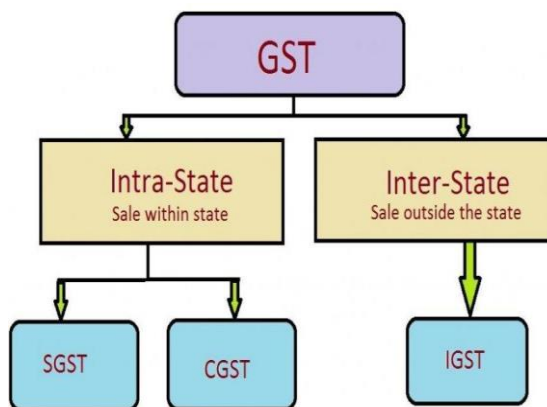 GST
Intra-State
Sale within state
Inter-State
Sale outside the state
SGST
CGST
IGST